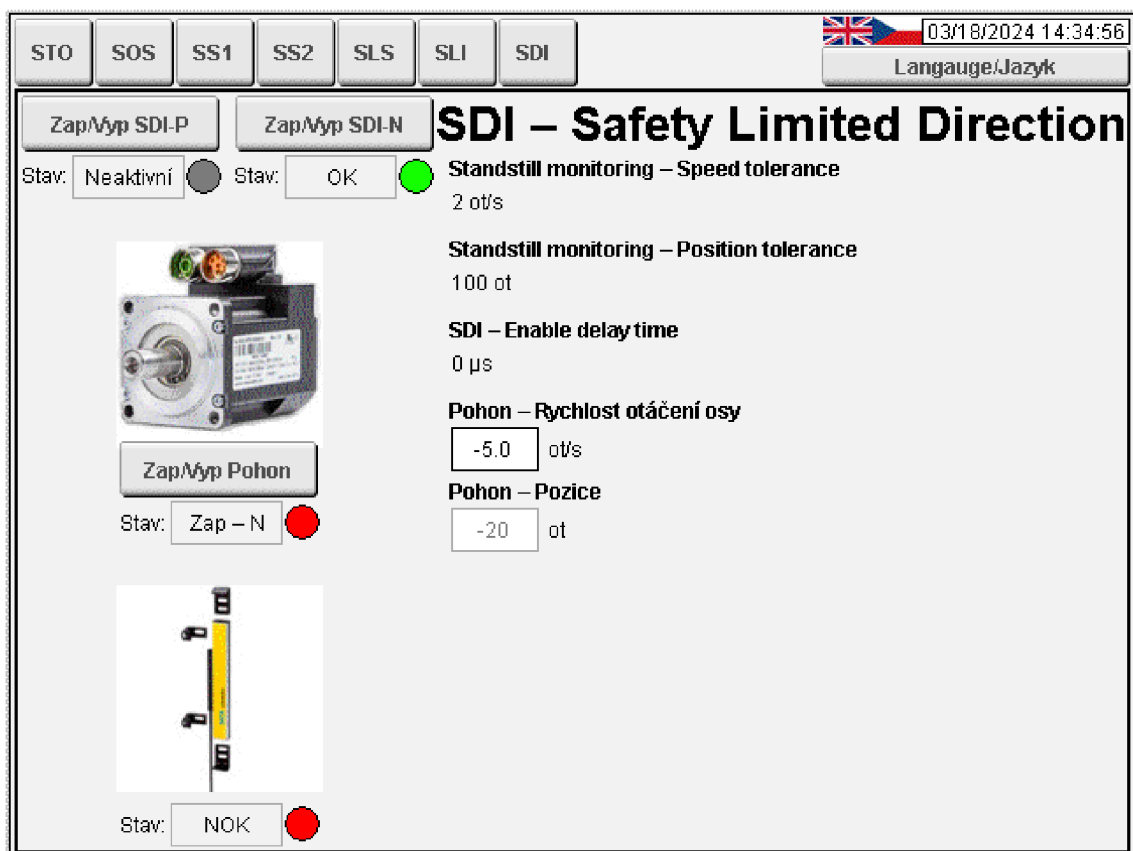 STO SOS SS1 SS2 SLS SLI SDI 03/18/2024 14:34:56
Langauge/Jazyk
Zap/Vyp SDI-P Zap/Vyp SDI-N SDI – Safety Limited Direction
Stav: Neaktivní Stav: OK
Standstill monitoring – Speed tolerance
2 ot/s
Standstill monitoring – Position tolerance
100 ot
SDI – Enable delay time
0 µs
Pohon – Rychlost otáčení osy
-5.0 ot/s
Zap/Vyp Pohon
Pohon – Pozice
Stav: Zap – N
-20 ot
Stav: NOK